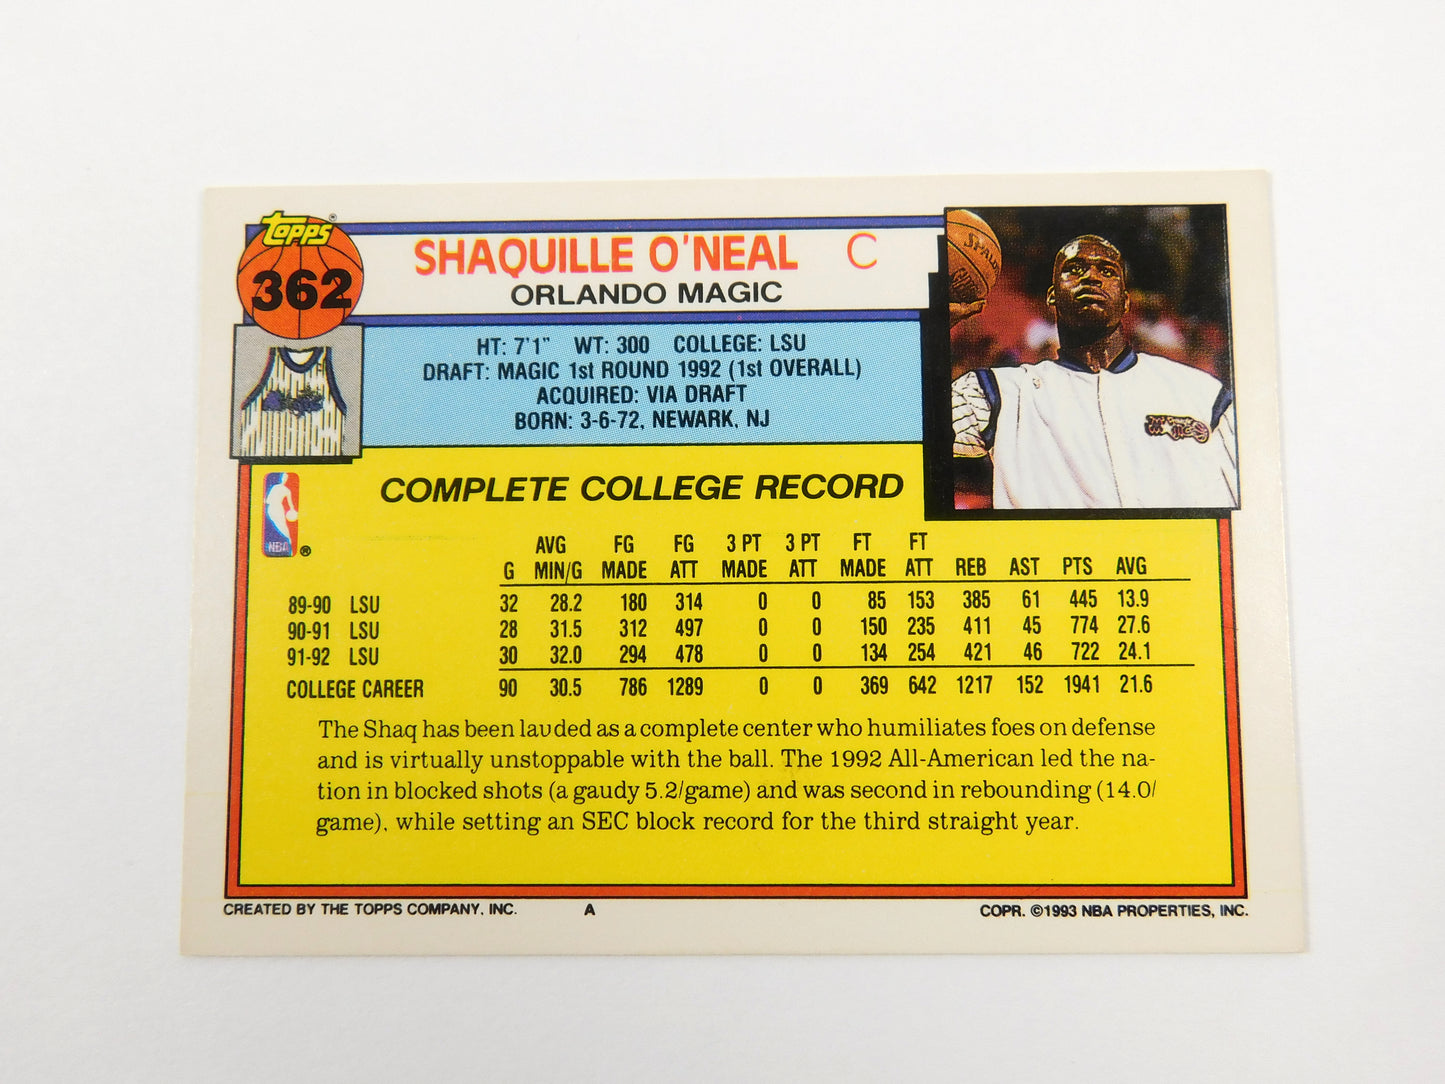 Topps ®
362
SHAQUILLE O'NEAL C
ORLANDO MAGIC
SPALDING
HT: 7'1" WT: 300 COLLEGE: LSU
DRAFT: MAGIC 1st ROUND 1992 (1st OVERALL)
ACQUIRED: VIA DRAFT
BORN: 3-6-72, NEWARK, NJ
NBA ®
COMPLETE COLLEGE RECORD
AVG FG FG 3 PT 3 PT FT FT
G MIN/G MADE ATT MADE ATT MADE ATT REB AST PTS AVG
89-90 LSU 32 28.2 180 314 0 0 85 153 385 61 445 13.9
90-91 LSU 28 31.5 312 497 0 0 150 235 411 45 774 27.6
91-92 LSU 30 32.0 294 478 0 0 134 254 421 46 722 24.1
COLLEGE CAREER 90 30.5 786 1289 0 0 369 642 1217 152 1941 21.6
The Shaq has been lauded as a complete center who humiliates foes on defense
and is virtually unstoppable with the ball. The 1992 All-American led the na-
tion in blocked shots (a gaudy 5.2/game) and was second in rebounding (14.0/
game), while setting an SEC block record for the third straight year.
CREATED BY THE TOPPS COMPANY, INC. A COPR. ©1993 NBA PROPERTIES, INC.